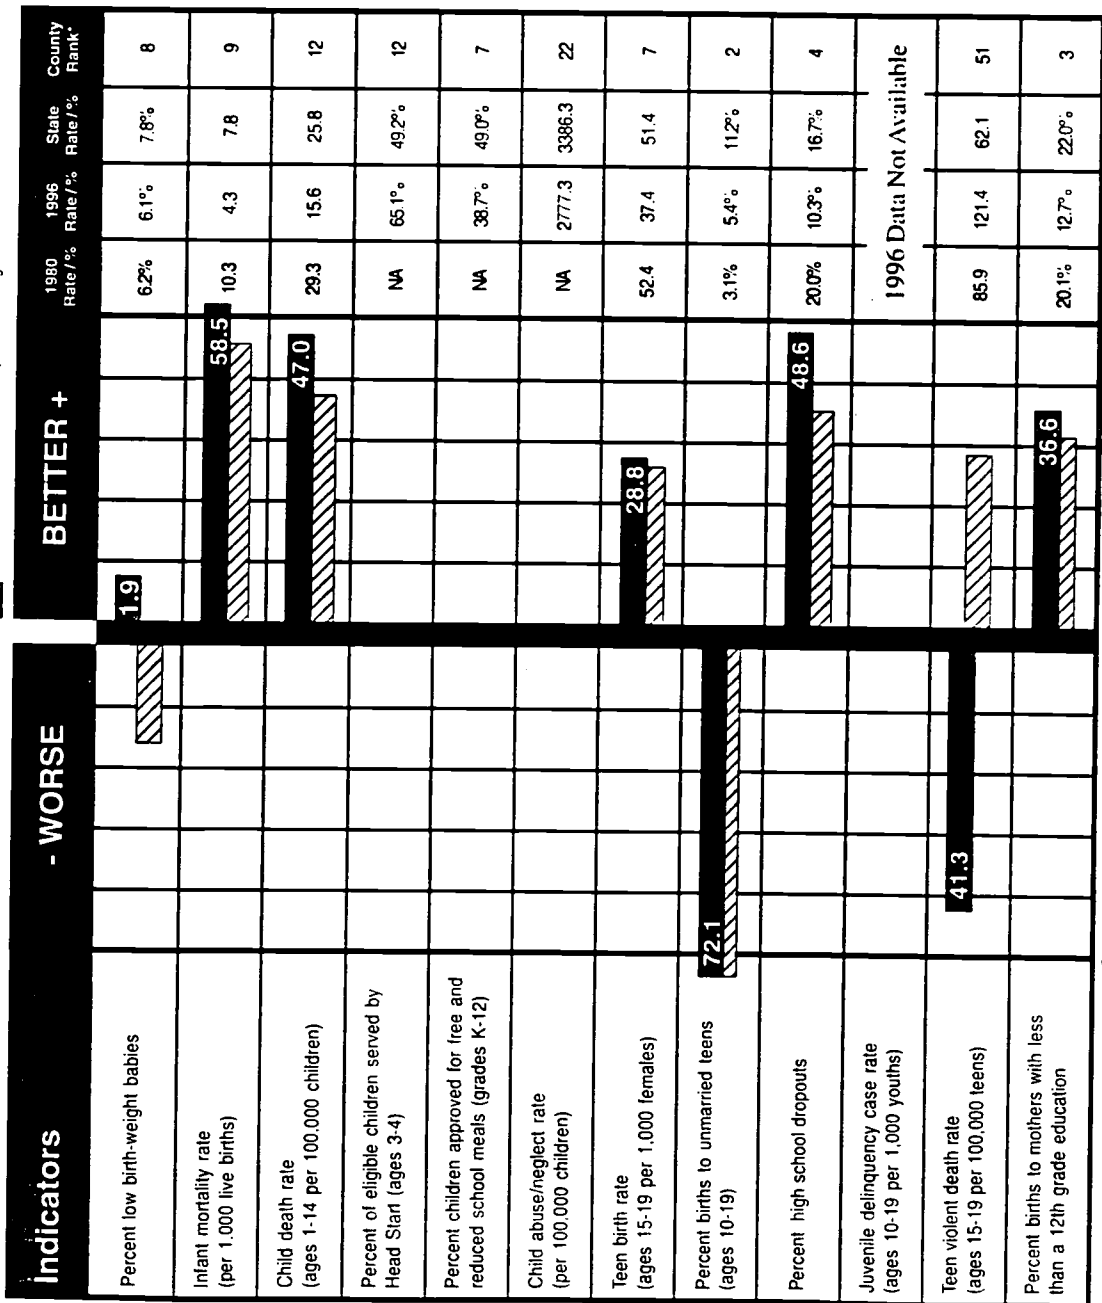 Indicators - WORSE BETTER + 1980 Rate / % 1996 Rate / % State Rate / % County Rank*
Percent low birth-weight babies 1.9 6.2% 6.1% 7.8% 8
Infant mortality rate
(per 1,000 live births) 58.5 10.3 4.3 7.8 9
Child death rate
(ages 1-14 per 100,000 children) 47.0 29.3 15.6 25.8 12
Percent of eligible children served by
Head Start (ages 3-4) NA 65.1% 49.2% 12
Percent children approved for free and
reduced school meals (grades K-12) NA 38.7% 49.0% 7
Child abuse/neglect rate
(per 100,000 children) NA 2777.3 3386.3 22
Teen birth rate
(ages 15-19 per 1,000 females) 28.8 52.4 37.4 51.4 7
Percent births to unmarried teens
(ages 10-19) 72.1 3.1% 5.4% 11.2% 2
Percent high school dropouts 48.6 20.0% 10.3% 16.7% 4
Juvenile delinquency case rate
(ages 10-19 per 1,000 youths) 1996 Data Not Available
Teen violent death rate
(ages 15-19 per 100,000 teens) 41.3 85.9 121.4 62.1 51
Percent births to mothers with less
than a 12th grade education 36.6 20.1% 12.7% 22.0% 3